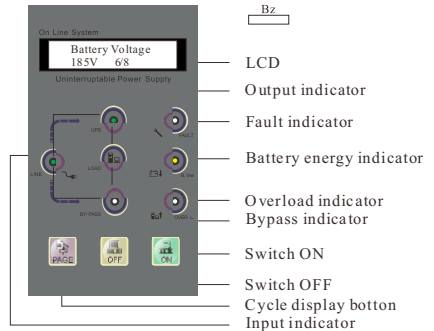 Bz
On Line System
Battery Voltage
185V 6/8
Uninterruptable Power Supply
LCD
Output indicator
UPS
FAULT
Fault indicator
LINE
LOAD
B. low
Battery energy indicator
BY-PASS
OVER L.
Overload indicator
Bypass indicator
PAGE
OFF
ON
Switch ON
Switch OFF
Cycle display botton
Input indicator